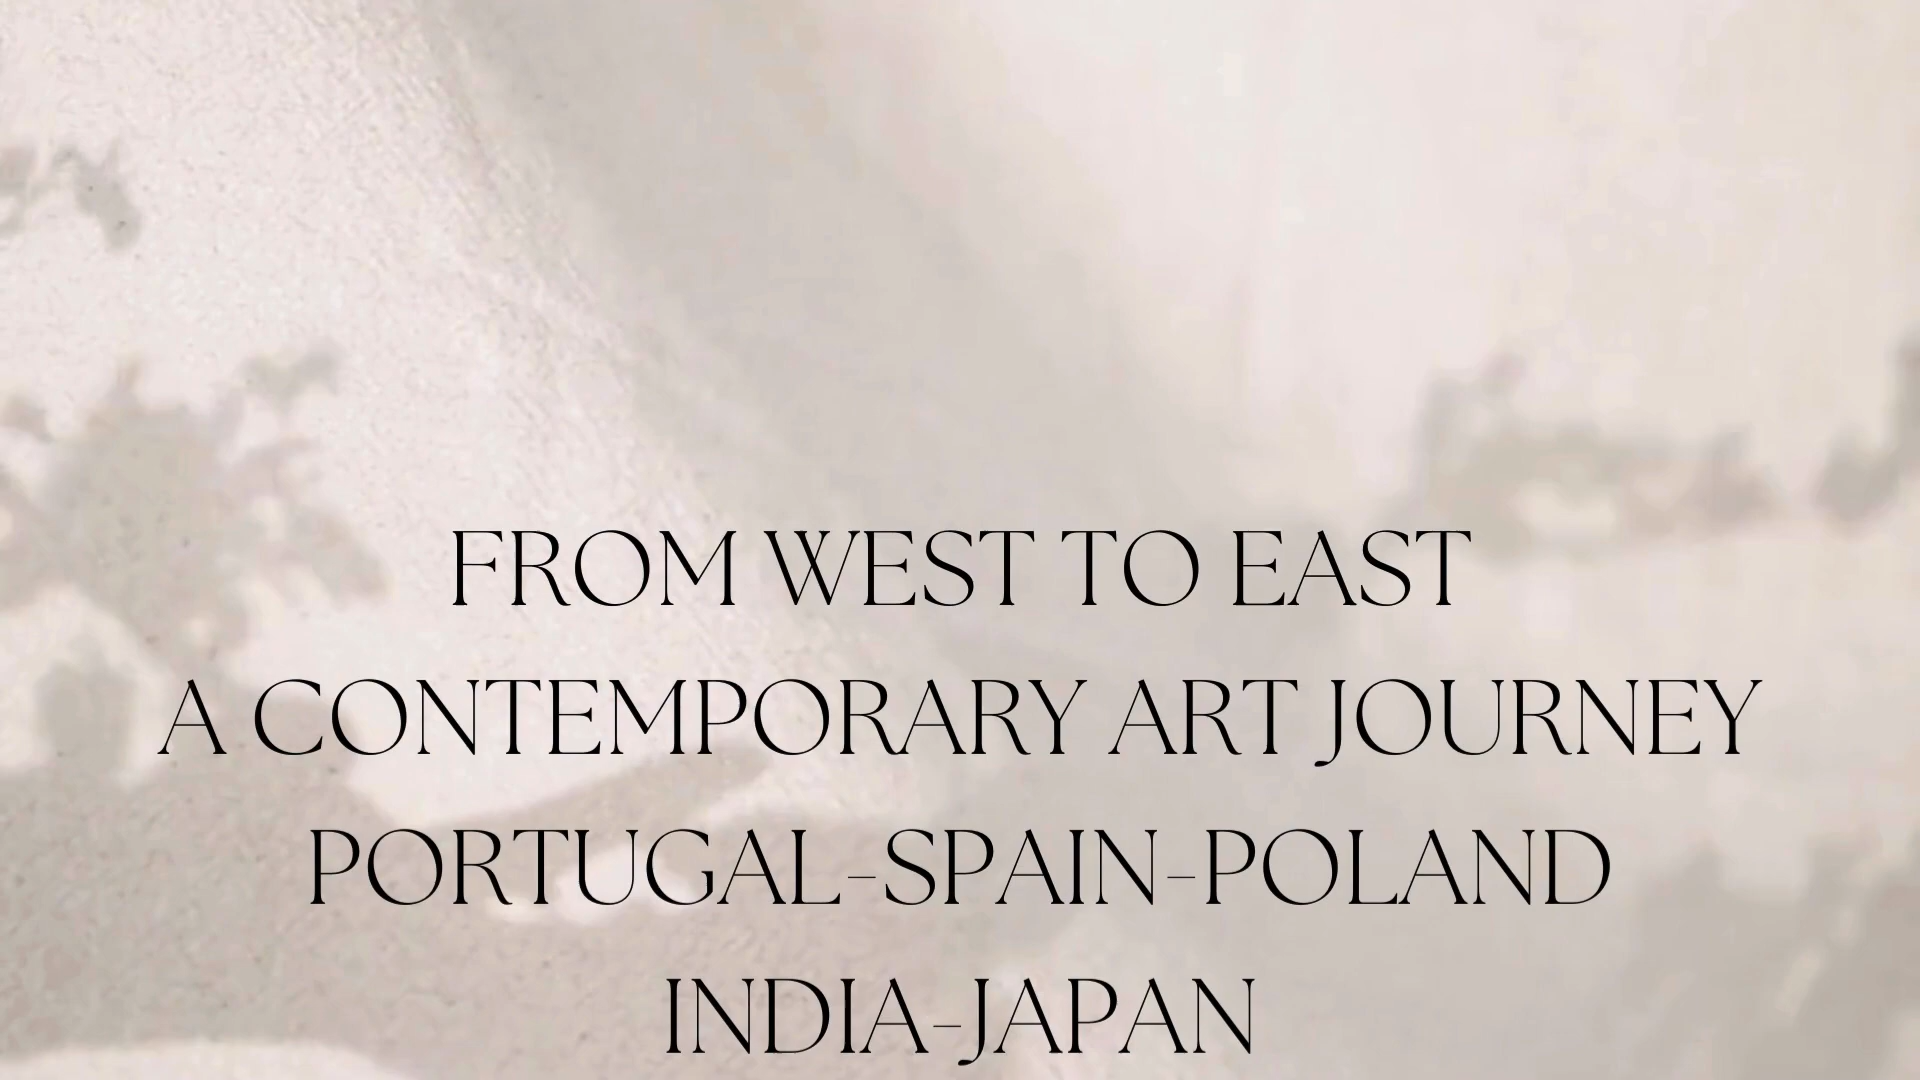 FROM WEST TO EAST
A CONTEMPORARY ART JOURNEY
PORTUGAL-SPAIN-POLAND
INDIA-JAPAN